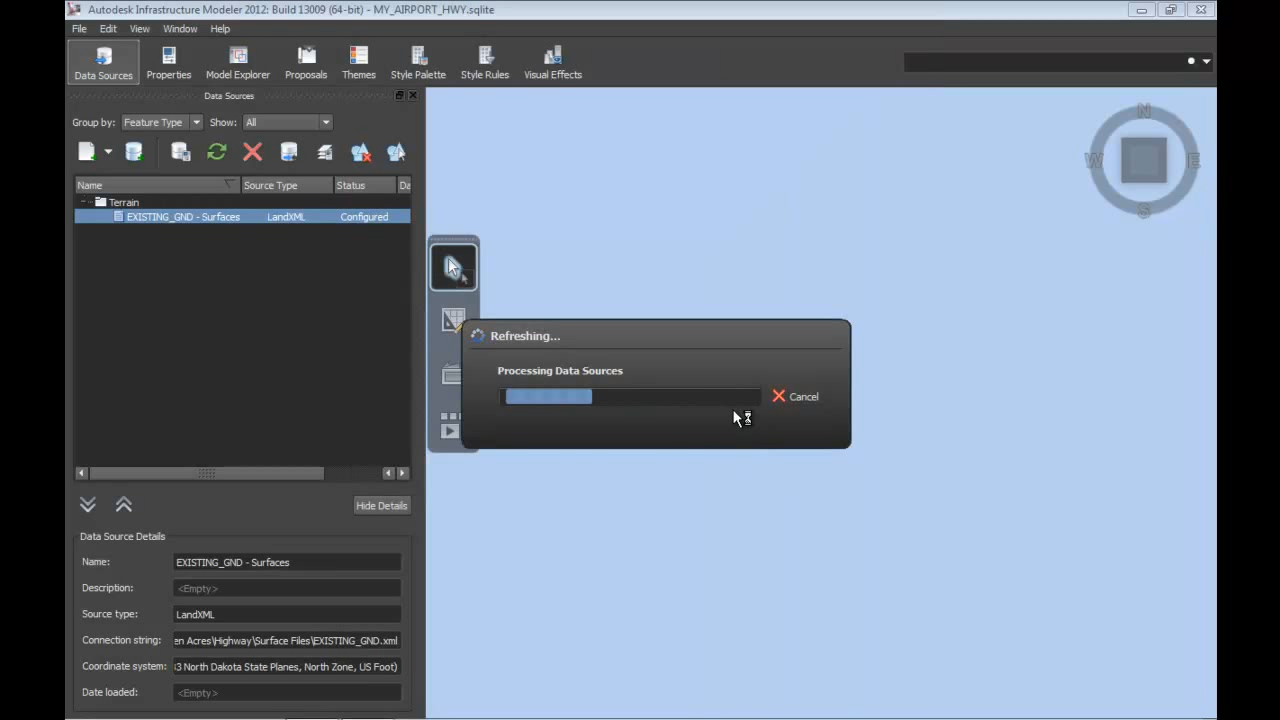 Autodesk Infrastructure Modeler 2012: Build 13009 (64-bit) - MY_AIRPORT_HWY.sqlite
File Edit View Window Help
Data Sources Properties Model Explorer Proposals Themes Style Palette Style Rules Visual Effects
Data Sources
Group by: Feature Type Show: All
Name Source Type Status Da
Terrain
EXISTING_GND - Surfaces LandXML Configured
N
W E
S
Refreshing...
Processing Data Sources
Cancel
Hide Details
Data Source Details
Name: EXISTING_GND - Surfaces
Description: <Empty>
Source type: LandXML
Connection string: en Acres\Highway\Surface Files\EXISTING_GND.xml
Coordinate system: 3 North Dakota State Planes, North Zone, US Foot)
Date loaded: <Empty>